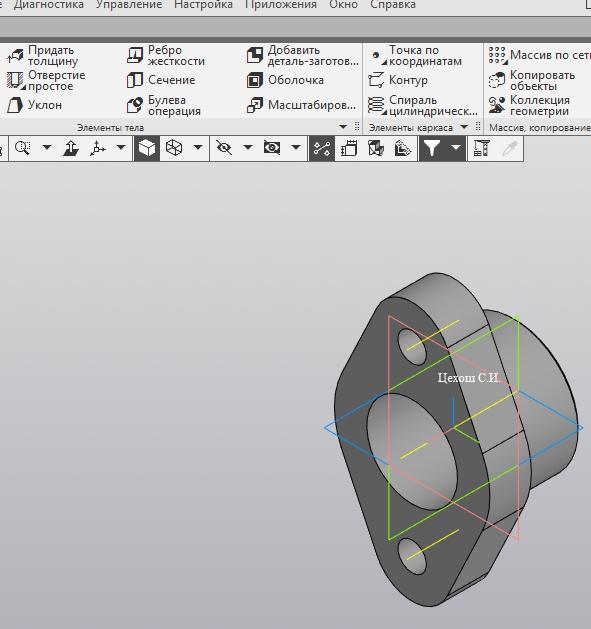 Диагностика Управление Настройка Приложения Окно Справка
Придать толщину
Ребро жесткости
Добавить деталь-заготов...
Точка по координатам
Массив по сет
Отверстие простое
Сечение
Оболочка
Контур
Копировать объекты
Уклон
Булева операция
Масштабиров...
Спираль цилиндрическ...
Коллекция геометрии
Элементы тела
Элементы каркаса
Массив, копирование
Цехош С.И.